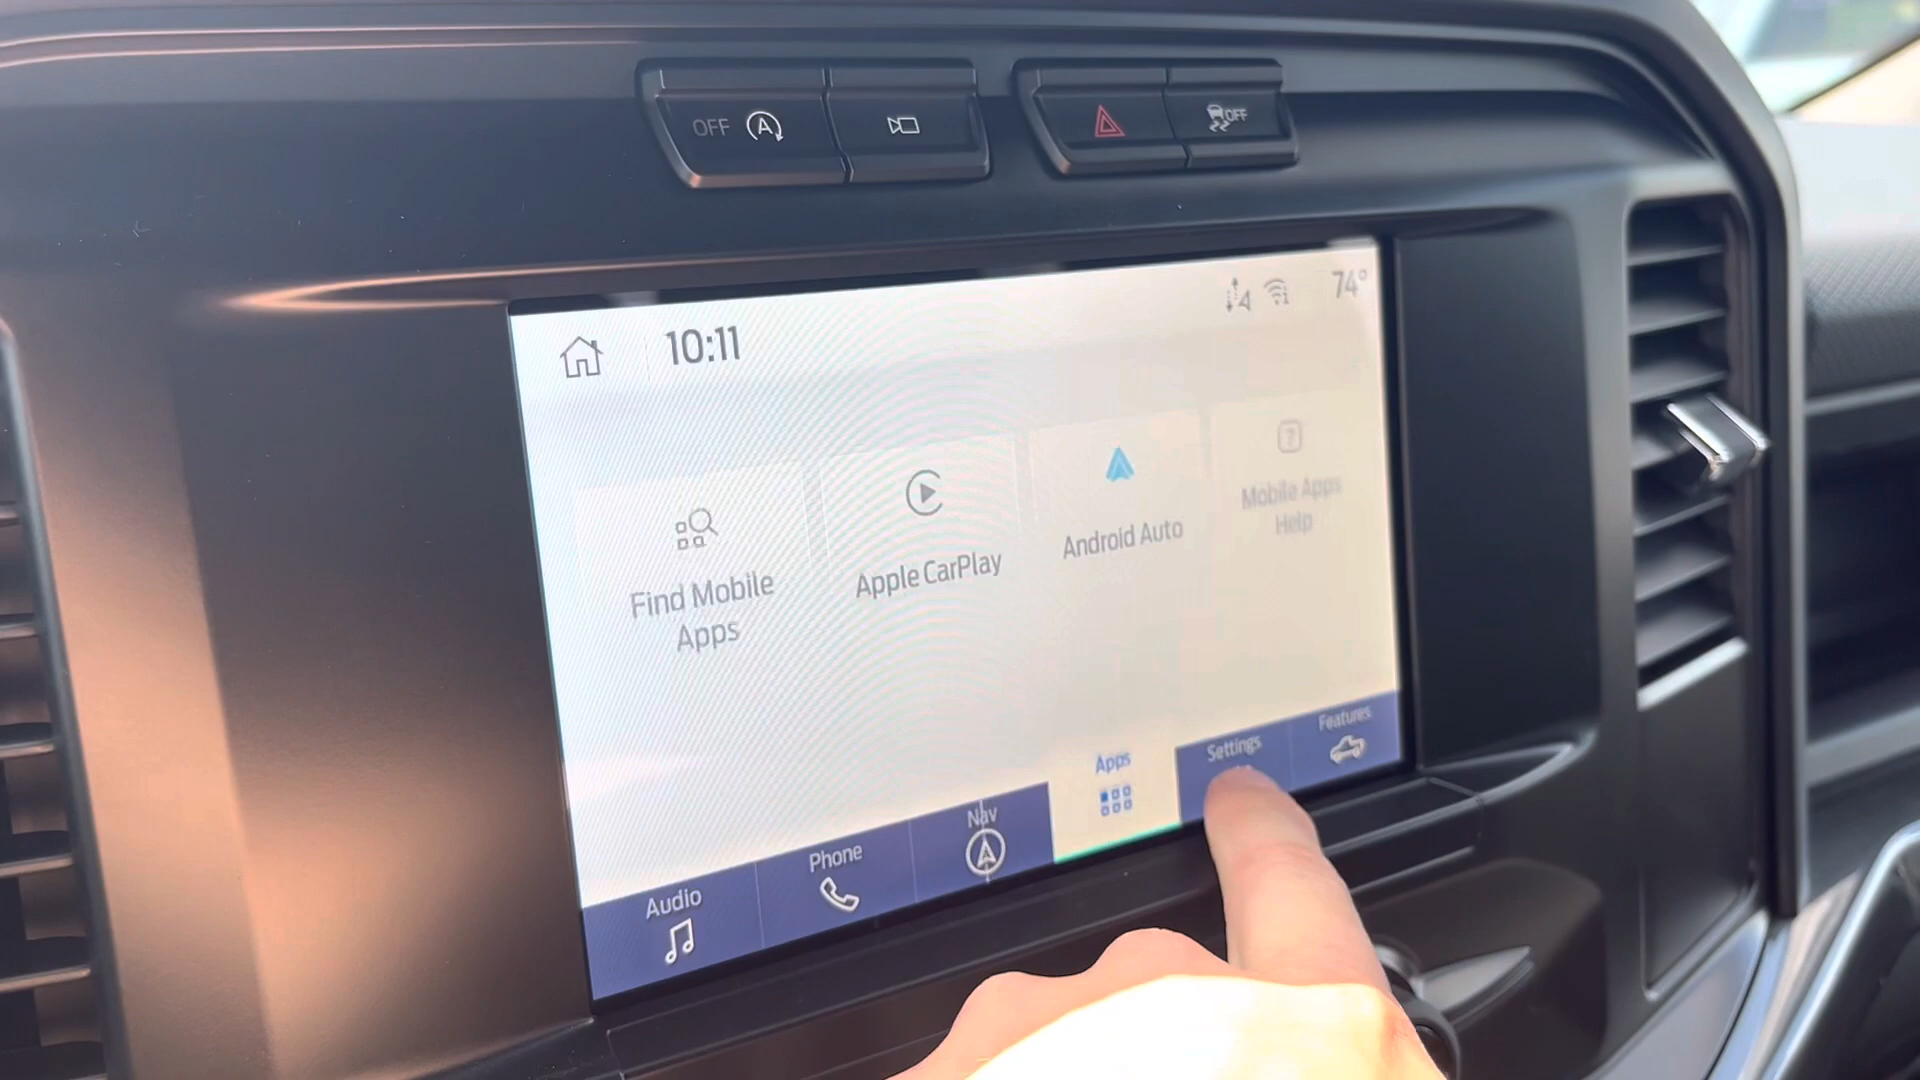 OFF A
OFF
10:11
74°
Find Mobile
Apps
Apple CarPlay
Android Auto
?
Mobile Apps
Help
Audio
Phone
Nav
Apps
Settings
Features